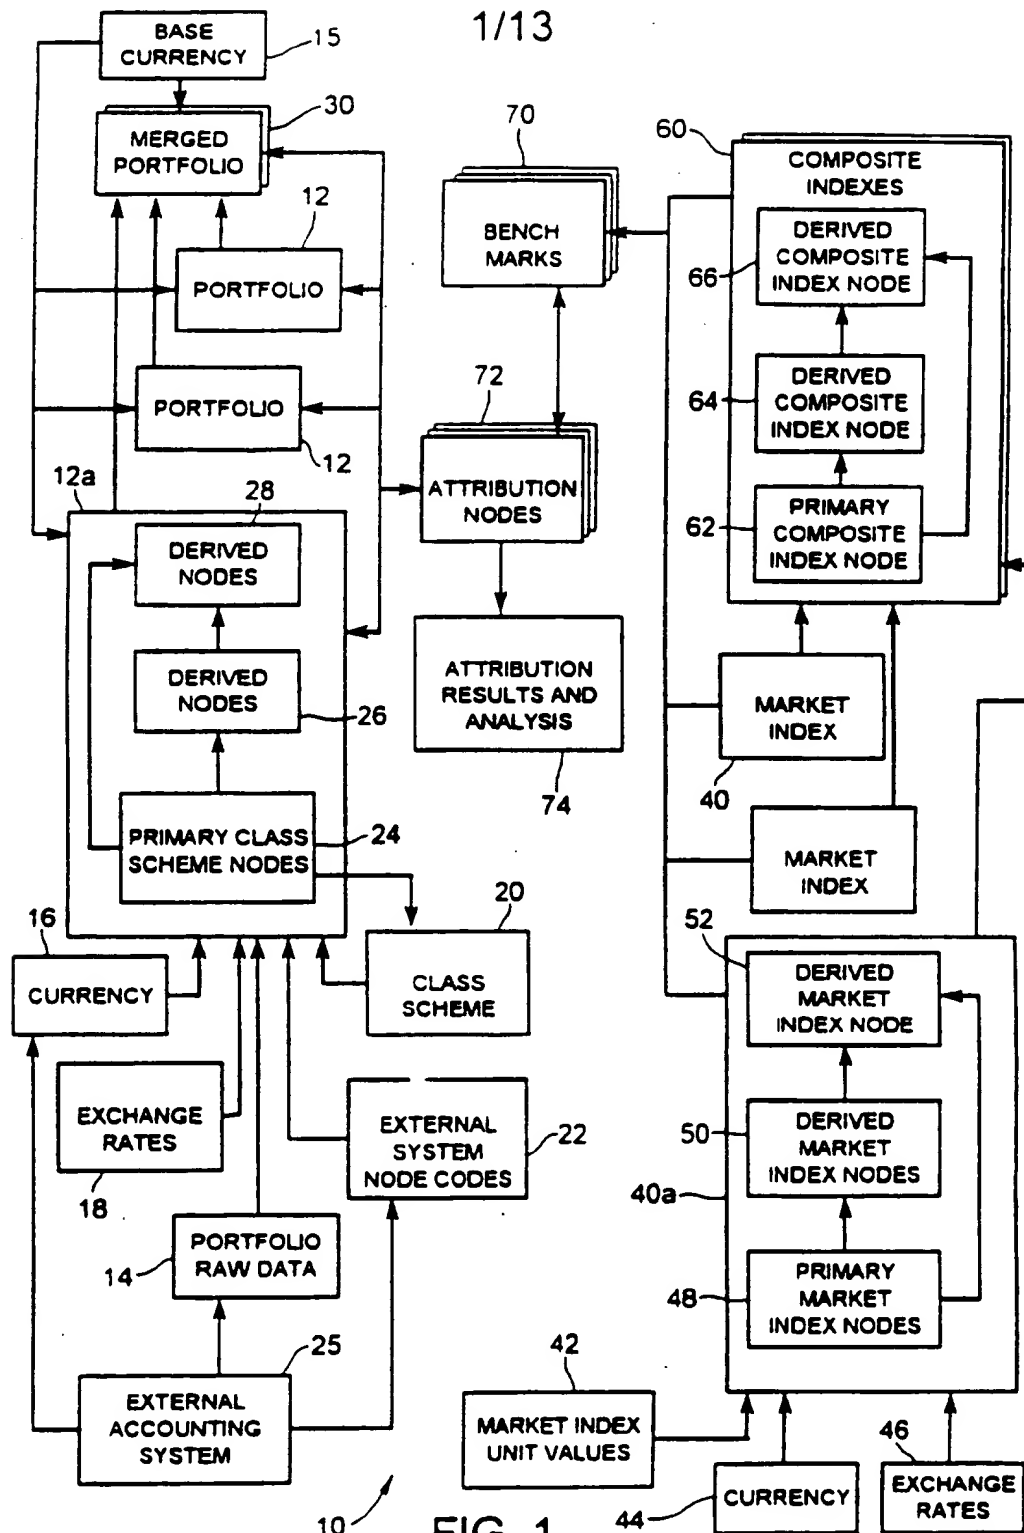 1/13
BASE
CURRENCY
15
MERGED
PORTFOLIO
30
12
PORTFOLIO
PORTFOLIO
12
12a
28
DERIVED
NODES
DERIVED
NODES
26
PRIMARY CLASS
SCHEME NODES
24
16
CURRENCY
20
CLASS
SCHEME
EXCHANGE
RATES
18
EXTERNAL
SYSTEM
NODE CODES
22
PORTFOLIO
RAW DATA
14
25
EXTERNAL
ACCOUNTING
SYSTEM
10
70
BENCH
MARKS
72
ATTRIBUTION
NODES
ATTRIBUTION
RESULTS AND
ANALYSIS
74
60
COMPOSITE
INDEXES
DERIVED
COMPOSITE
INDEX NODE
66
DERIVED
COMPOSITE
INDEX NODE
64
PRIMARY
COMPOSITE
INDEX NODE
62
MARKET
INDEX
40
MARKET
INDEX
52
DERIVED
MARKET
INDEX NODE
DERIVED
MARKET
INDEX NODES
50
40a
PRIMARY
MARKET
INDEX NODES
48
42
MARKET INDEX
UNIT VALUES
CURRENCY
44
46
EXCHANGE
RATES
FIG. 1